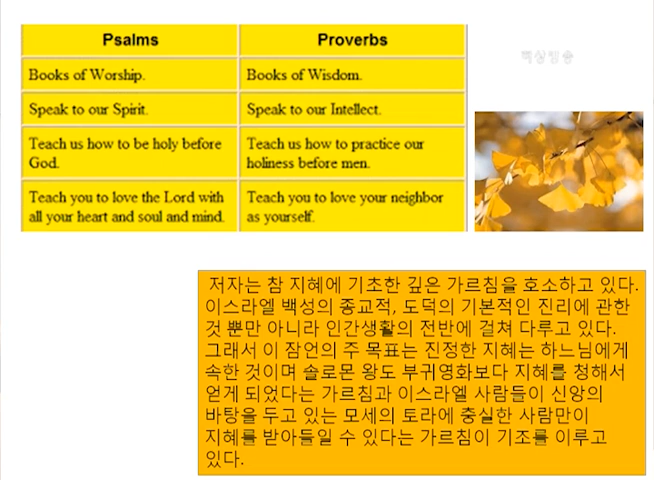 Psalms Proverbs
Books of Worship. Books of Wisdom.
Speak to our Spirit. Speak to our Intellect.
Teach us how to be holy before Teach us how to practice our
God. holiness before men.
Teach you to love the Lord with Teach you to love your neighbor
all your heart and soul and mind. as yourself.
저자는 참 지혜에 기초한 깊은 가르침을 호소하고 있다.
이스라엘 백성의 종교적, 도덕의 기본적인 진리에 관한
것 뿐만 아니라 인간생활의 전반에 걸쳐 다루고 있다.
그래서 이 잠언의 주 목표는 진정한 지혜는 하느님에게
속한 것이며 솔로몬 왕도 부귀영화보다 지혜를 청해서
얻게 되었다는 가르침과 이스라엘 사람들이 신앙의
바탕을 두고 있는 모세의 토라에 충실한 사람만이
지혜를 받아들일 수 있다는 가르침이 기조를 이루고
있다.